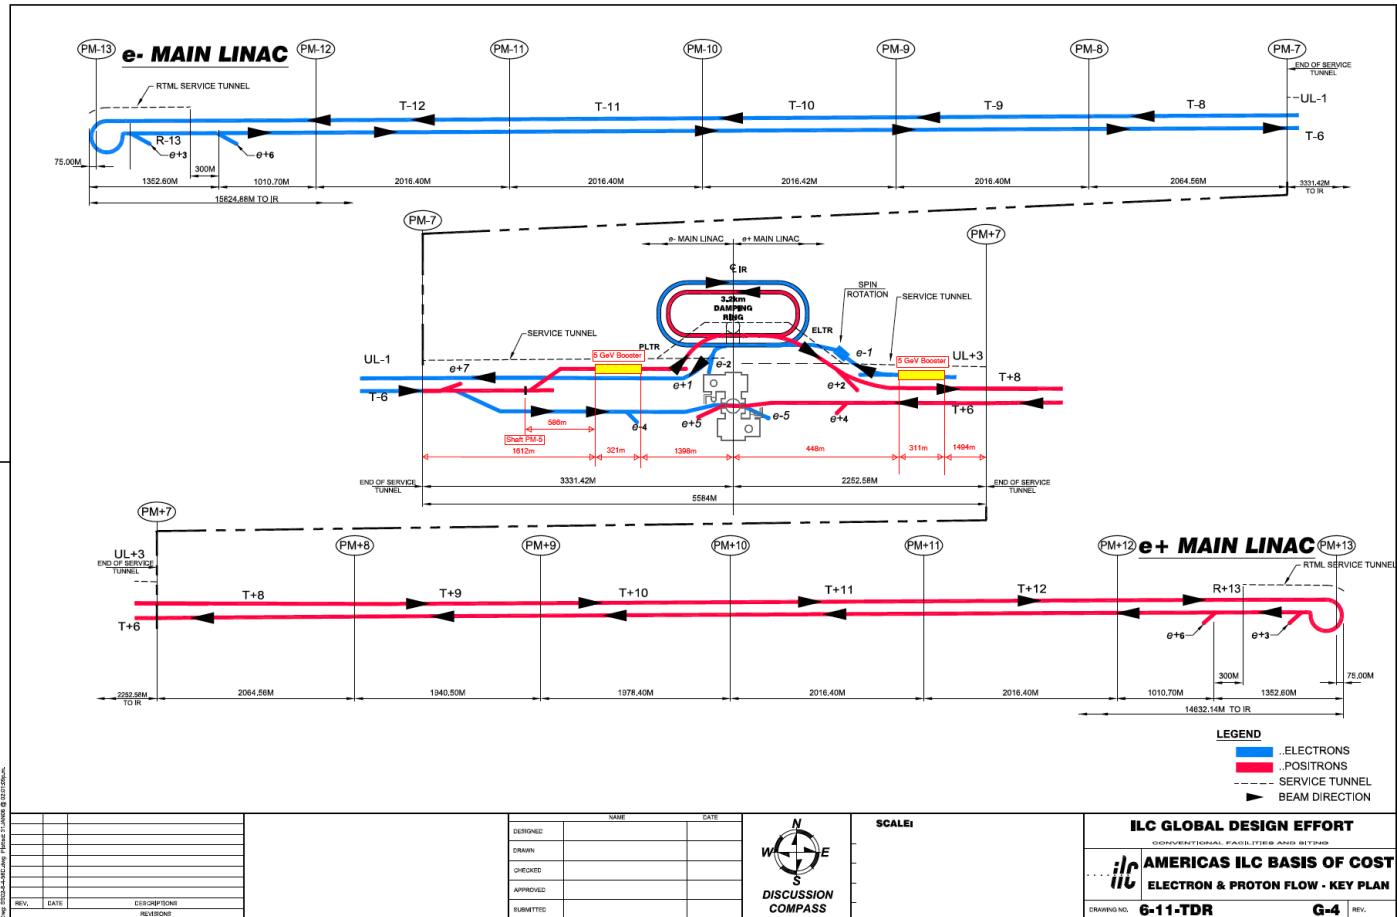 PM-13
e- MAIN LINAC
PM-12
PM-11
PM-10
PM-9
PM-8
PM-7
END OF SERVICE
TUNNEL
RTML SERVICE TUNNEL
T-12
T-11
T-10
T-9
T-8
UL-1
T-6
R-13
e+3
e+6
75.00M
300M
1352.60M
1010.70M
2016.40M
2016.40M
2016.42M
2016.40M
2064.56M
3331.42M
TO IR
15624.88M TO IR
PM-7
PM+7
e- MAIN LINAC
e+ MAIN LINAC
IR
3.2km
DAMPING
RING
SPIN
ROTATION
SERVICE TUNNEL
SERVICE TUNNEL
PLTR
ELTR
5 GeV Booster
5 GeV Booster
UL-1
UL+3
e+7
e-2
e-1
e+1
e+2
T+8
T-6
T+6
e-4
e+5
e-5
e+4
586m
Shaft PM-5
1612m
321m
1398m
448m
311m
1494m
END OF SERVICE
TUNNEL
3331.42M
2252.58M
END OF SERVICE
TUNNEL
5584M
PM+7
PM+8
PM+9
PM+10
PM+11
PM+12
e+ MAIN LINAC
PM+13
UL+3
END OF SERVICE
TUNNEL
RTML SERVICE TUNNEL
T+8
T+9
T+10
T+11
T+12
R+13
T+6
e+6
e+3
300M
75.00M
2252.58M
TO IR
2064.56M
1940.50M
1978.40M
2016.40M
2016.40M
1010.70M
1352.60M
14632.14M TO IR
LEGEND
..ELECTRONS
..POSITRONS
SERVICE TUNNEL
BEAM DIRECTION
REV.
DATE
DESCRIPTIONS
REVISIONS
NAME
DATE
DESIGNED
DRAWN
CHECKED
APPROVED
SUBMITTED
N
W
E
S
DISCUSSION
COMPASS
SCALE:
ILC GLOBAL DESIGN EFFORT
CONVENTIONAL FACILITIES AND SITING
ilc
AMERICAS ILC BASIS OF COST
ELECTRON & PROTON FLOW - KEY PLAN
DRAWING NO. 6-11-TDR G-4 REV.